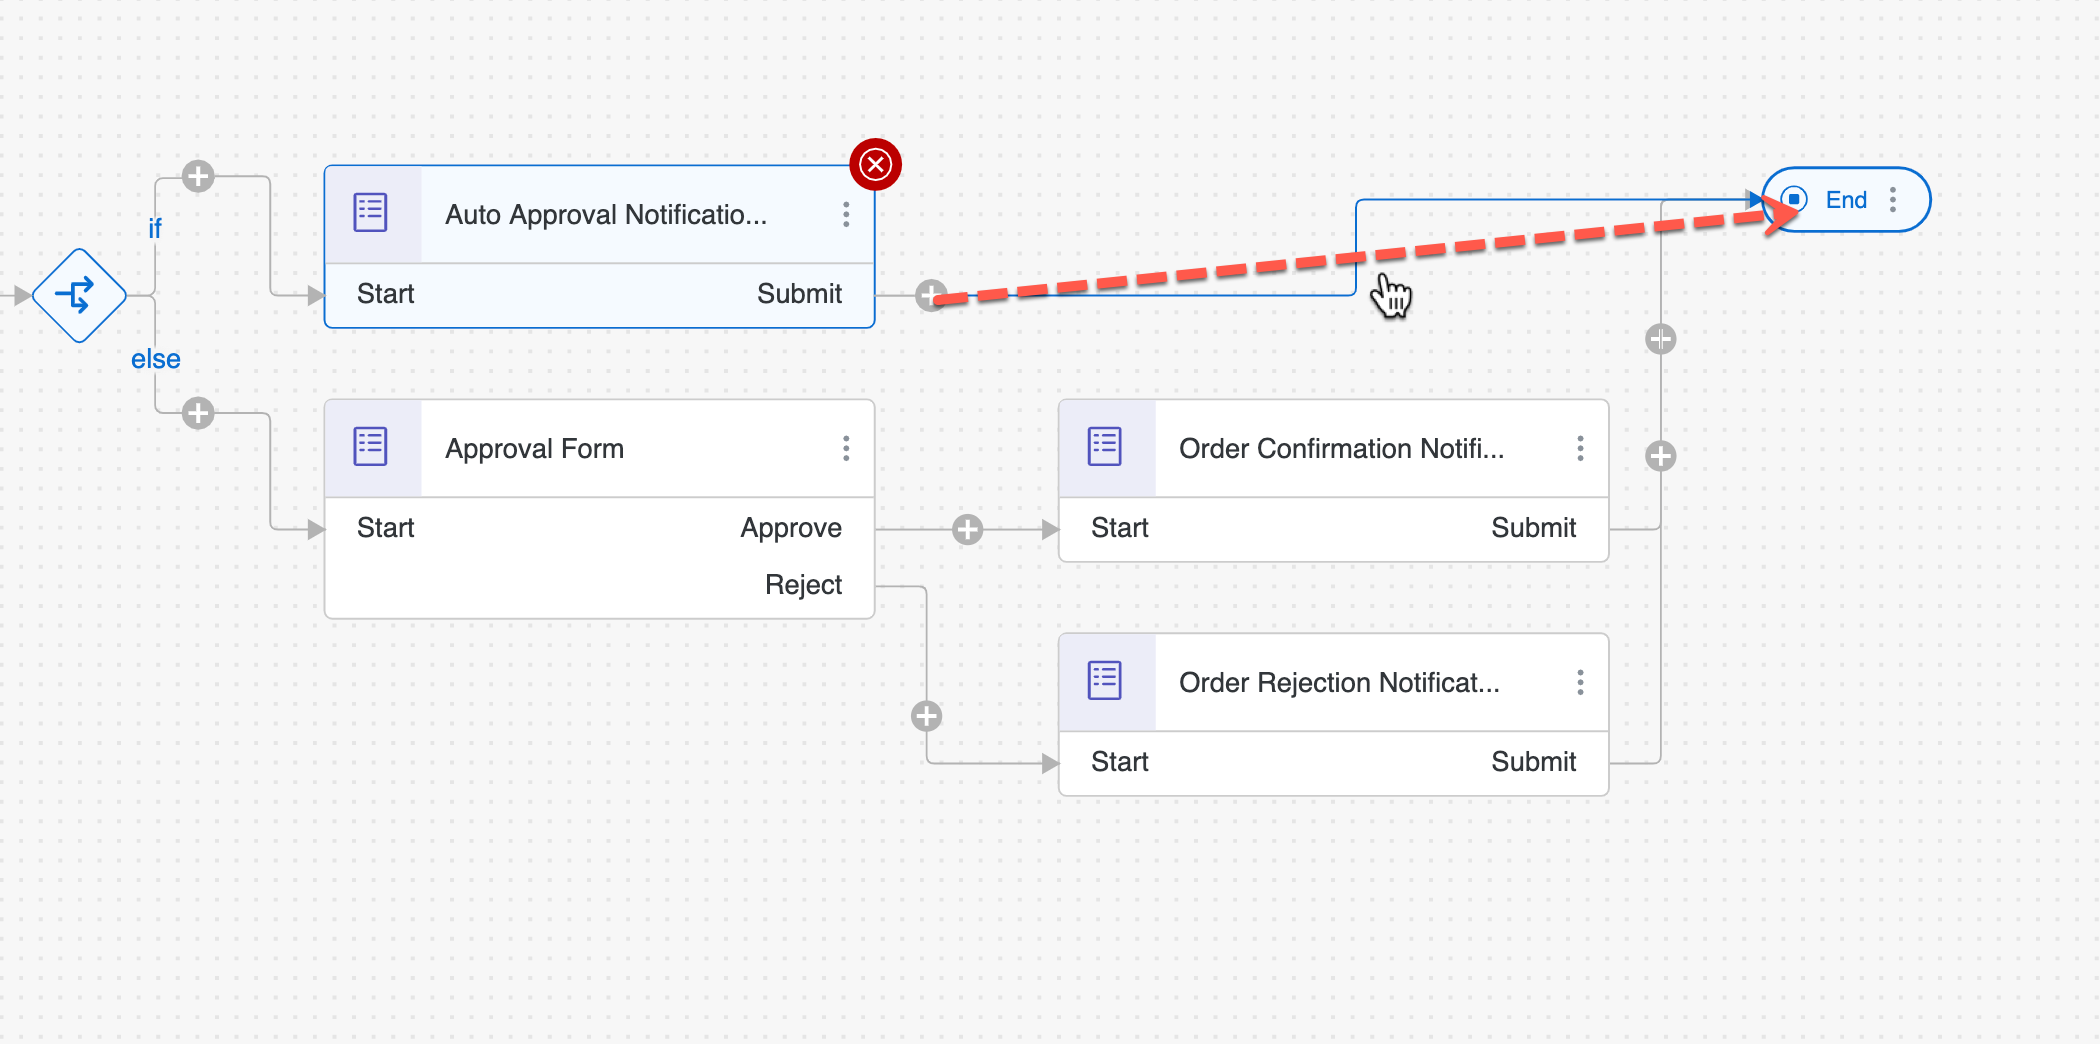 if
else
Auto Approval Notificatio...
Start
Submit
End
Approval Form
Start
Approve
Reject
Order Confirmation Notifi...
Start
Submit
Order Rejection Notificat...
Start
Submit